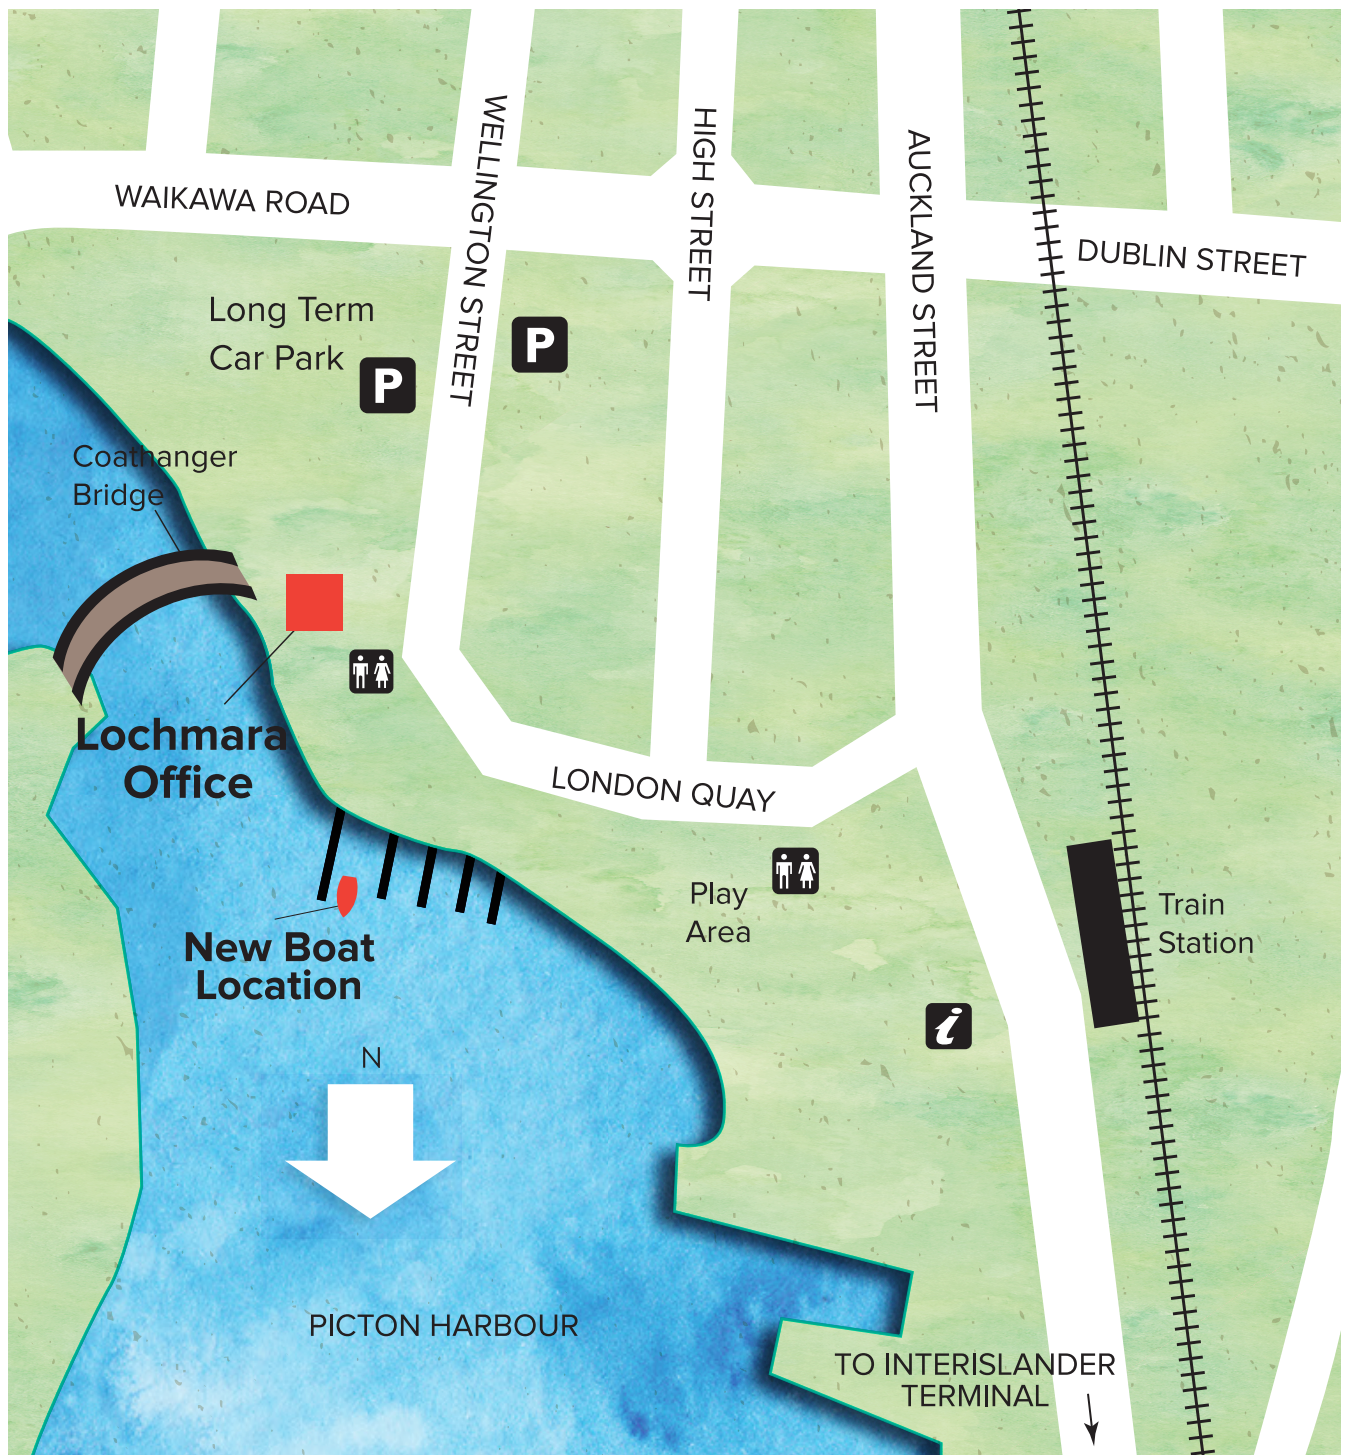 WAIKAWA ROAD
WELLINGTON STREET
HIGH STREET
AUCKLAND STREET
DUBLIN STREET
Long Term
Car Park
P
P
Coathanger
Bridge
Lochmara
Office
LONDON QUAY
Play
Area
Train
Station
New Boat
Location
i
N
PICTON HARBOUR
TO INTERISLANDER
TERMINAL